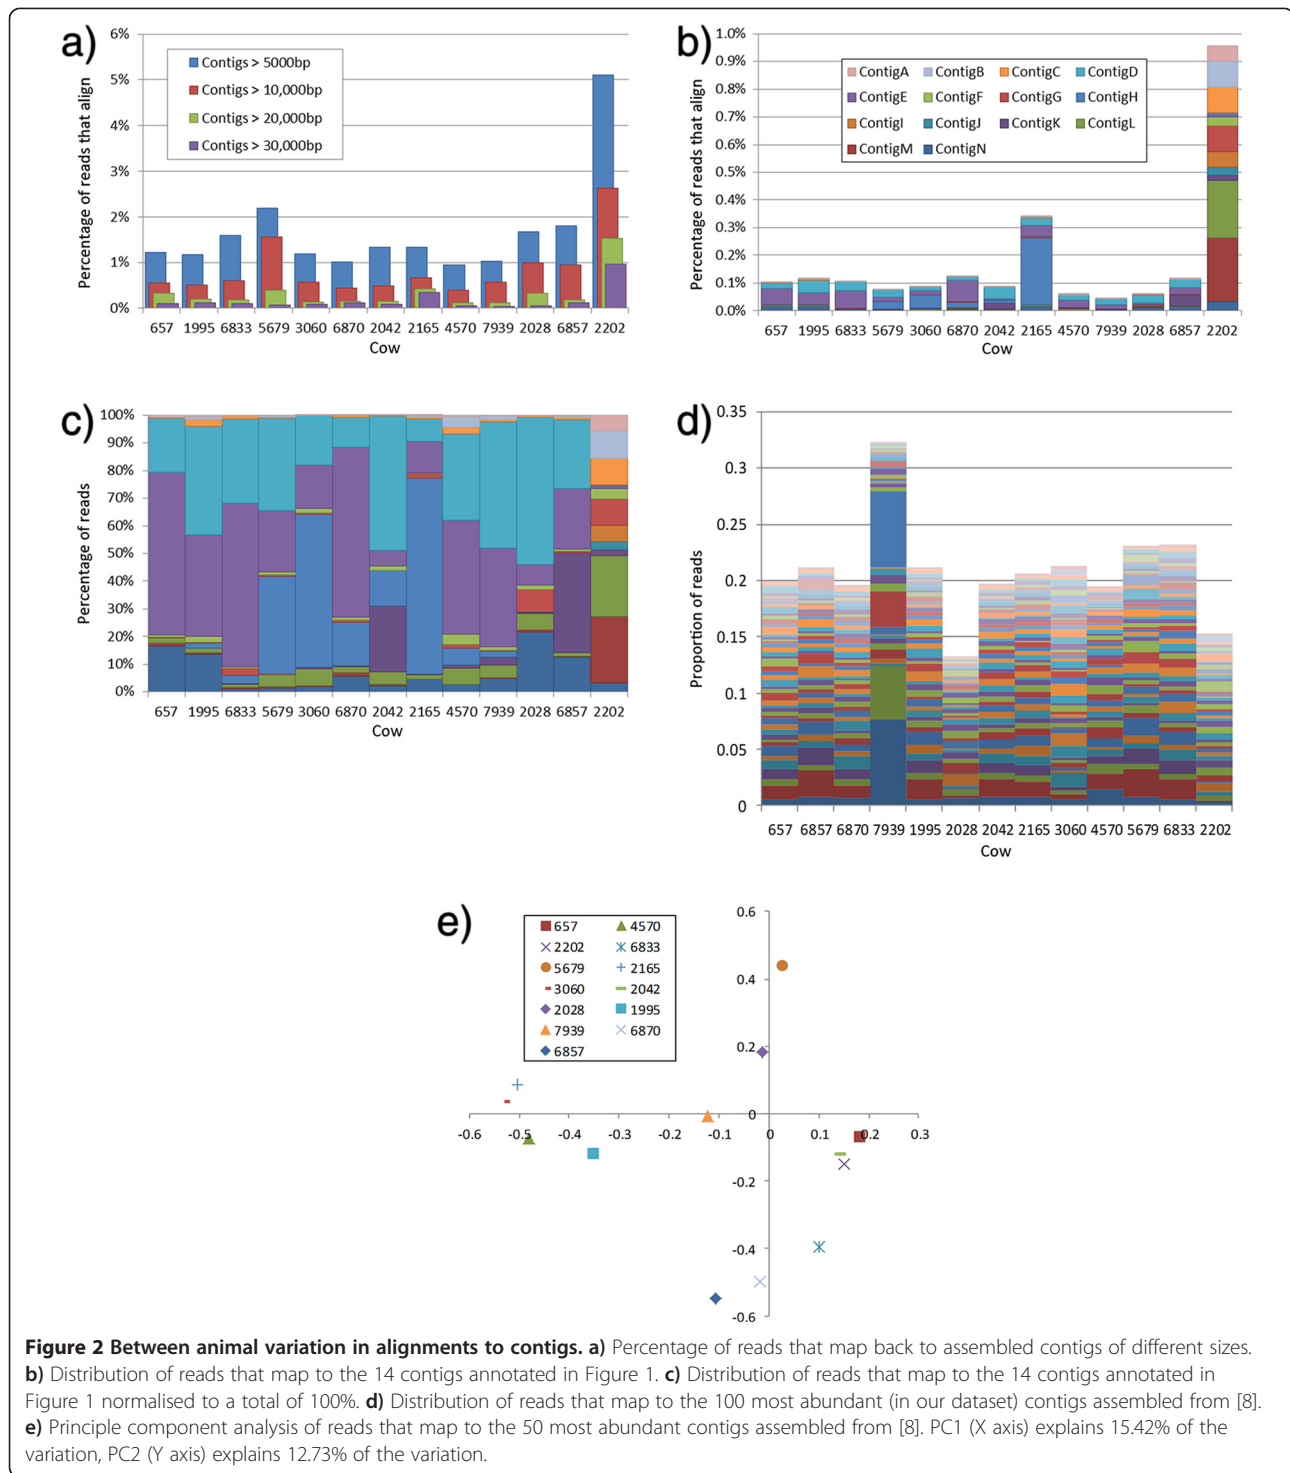 a)
6%
5%
4%
3%
2%
1%
0%
Percentage of reads that align
Contigs > 5000bp
Contigs > 10,000bp
Contigs > 20,000bp
Contigs > 30,000bp
657 1995 6833 5679 3060 6870 2042 2165 4570 7939 2028 6857 2202
Cow
b)
1.0%
0.9%
0.8%
0.7%
0.6%
0.5%
0.4%
0.3%
0.2%
0.1%
0.0%
Percentage of reads that align
ContigA ContigB ContigC ContigD
ContigE ContigF ContigG ContigH
ContigI ContigJ ContigK ContigL
ContigM ContigN
657 1995 6833 5679 3060 6870 2042 2165 4570 7939 2028 6857 2202
Cow
c)
100%
90%
80%
70%
60%
50%
40%
30%
20%
10%
0%
Percentage of reads
657 1995 6833 5679 3060 6870 2042 2165 4570 7939 2028 6857 2202
Cow
d)
0.35
0.3
0.25
0.2
0.15
0.1
0.05
0
Proportion of reads
657 6857 6870 7939 1995 2028 2042 2165 3060 4570 5679 6833 2202
Cow
e)
657 4570
2202 6833
5679 2165
3060 2042
2028 1995
7939 6870
6857
0.6
0.4
0.2
0
-0.2
-0.4
-0.6
-0.6 -0.5 -0.4 -0.3 -0.2 -0.1 0 0.1 0.2 0.3
Figure 2 Between animal variation in alignments to contigs. a) Percentage of reads that map back to assembled contigs of different sizes.
b) Distribution of reads that map to the 14 contigs annotated in Figure 1. c) Distribution of reads that map to the 14 contigs annotated in
Figure 1 normalised to a total of 100%. d) Distribution of reads that map to the 100 most abundant (in our dataset) contigs assembled from [8].
e) Principle component analysis of reads that map to the 50 most abundant contigs assembled from [8]. PC1 (X axis) explains 15.42% of the
variation, PC2 (Y axis) explains 12.73% of the variation.